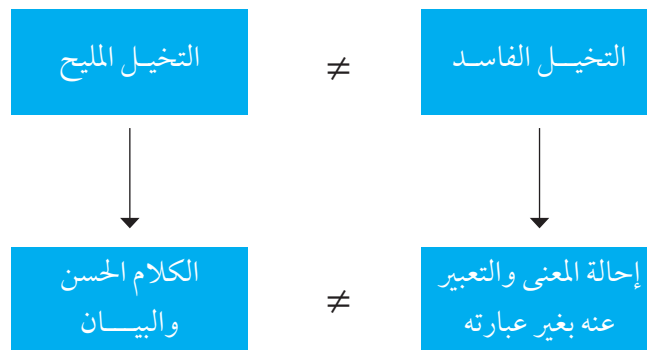 التخيل الفاسد ≠ التخيل المليح
إحالة المعنى والتعبير
عنه بغير عبارته
≠
الكلام الحسن
والبيان